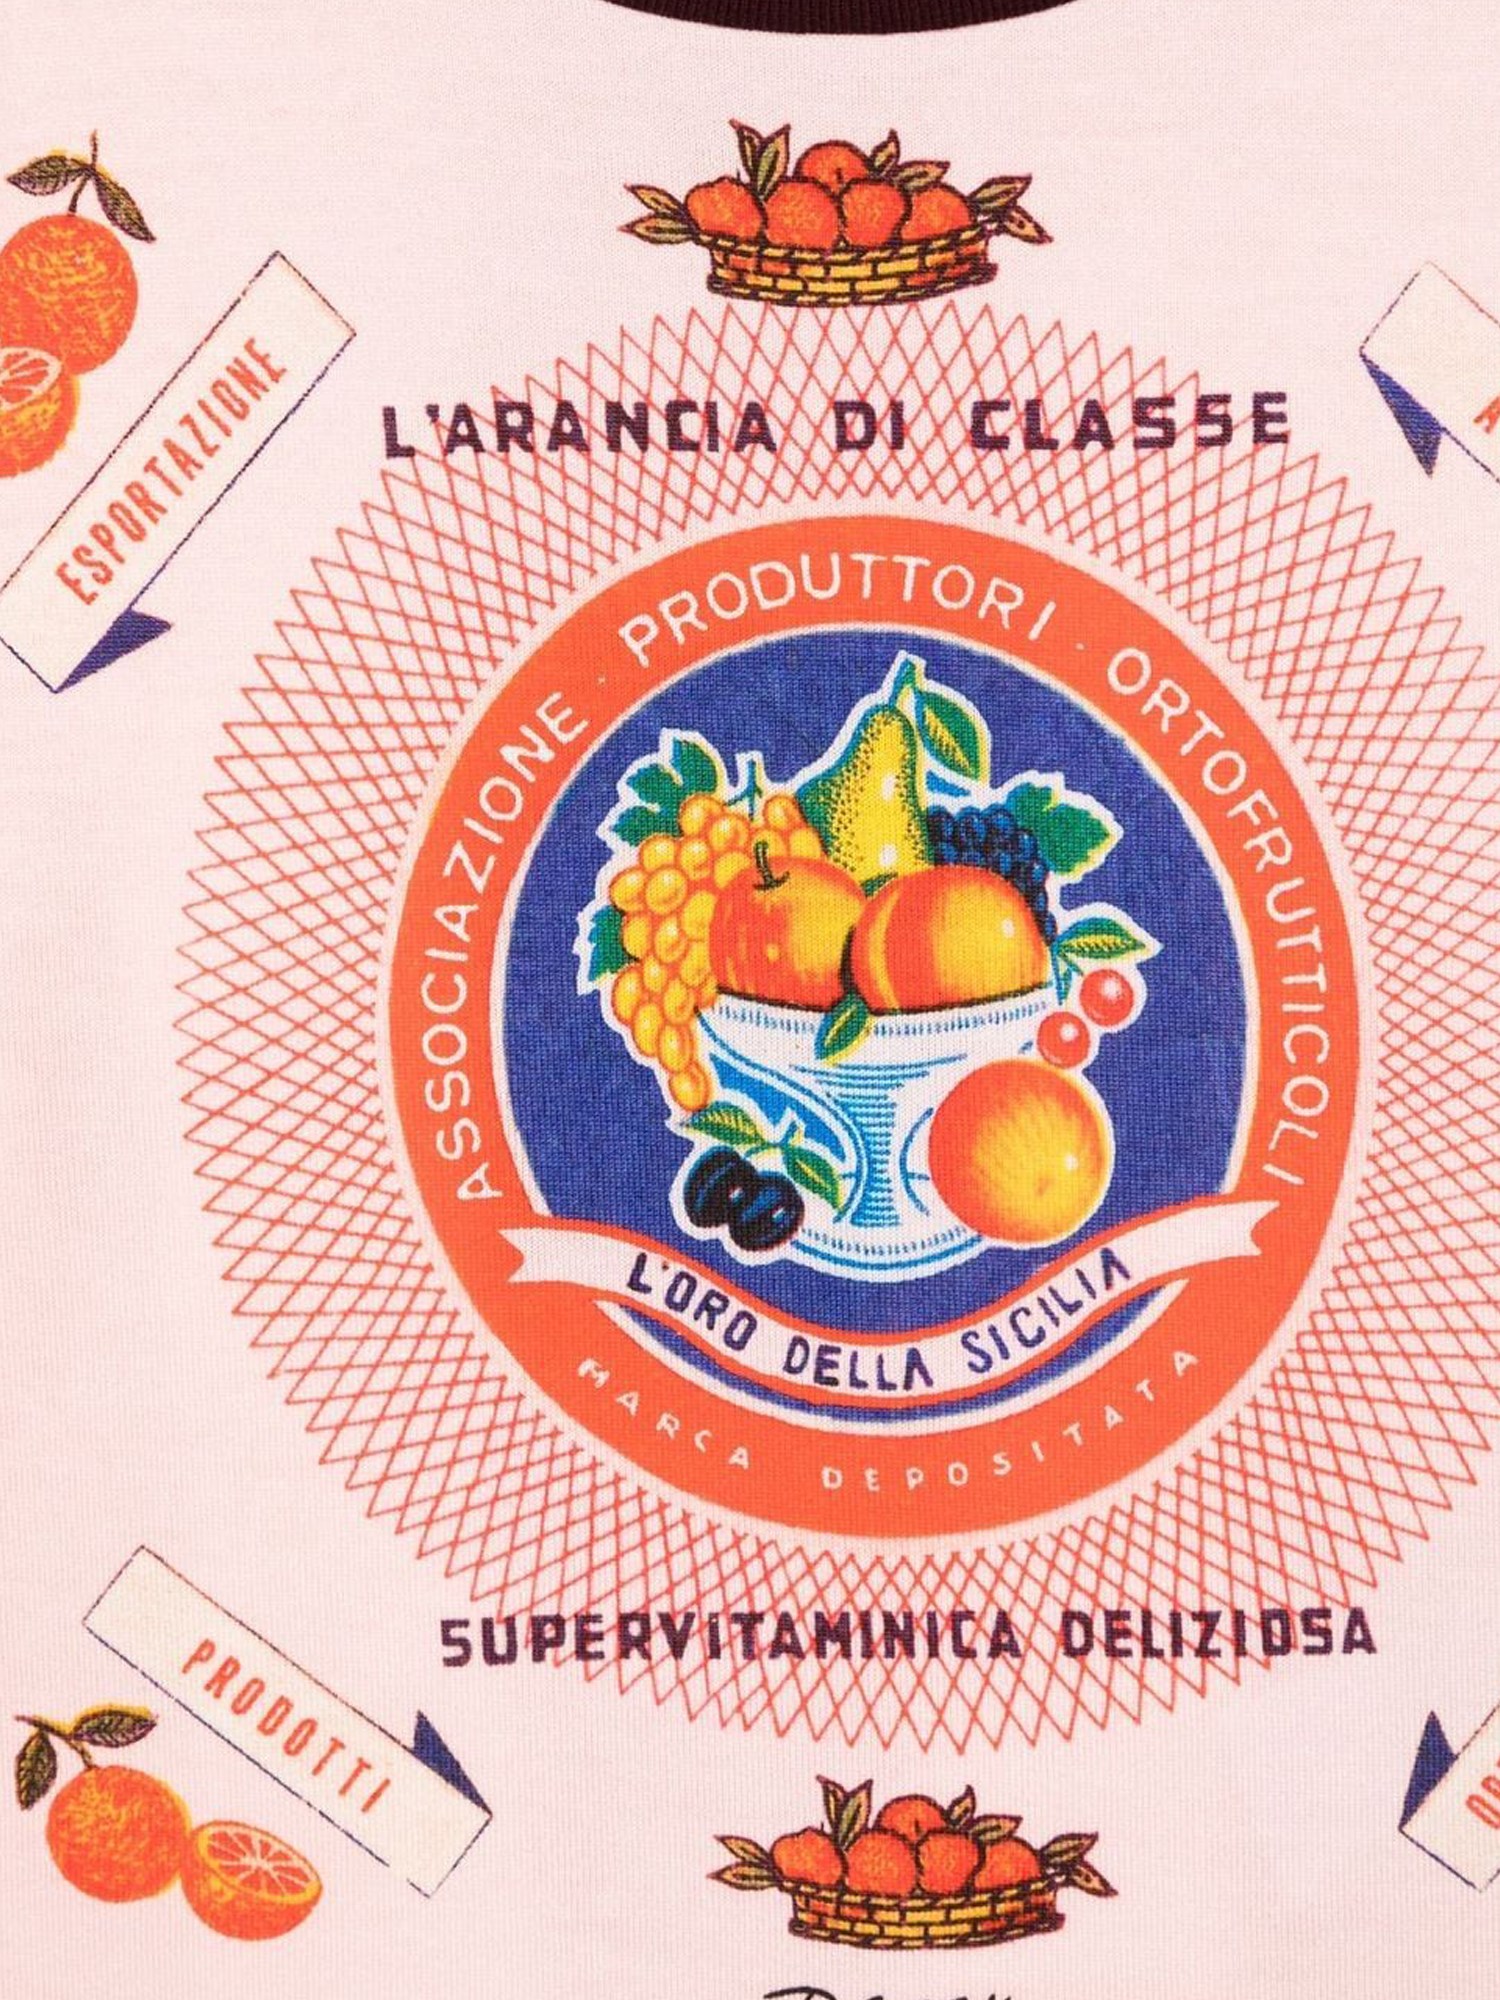 L'ARANCIA DI CLASSE
ESPORTAZIONE
ASSOCIAZIONE · PRODUTTORI · ORTOFRUTTICOLI
L'ORO DELLA SICILIA
MARCA DEPOSITATA
SUPERVITAMINICA DELIZIOSA
PRODOTTI